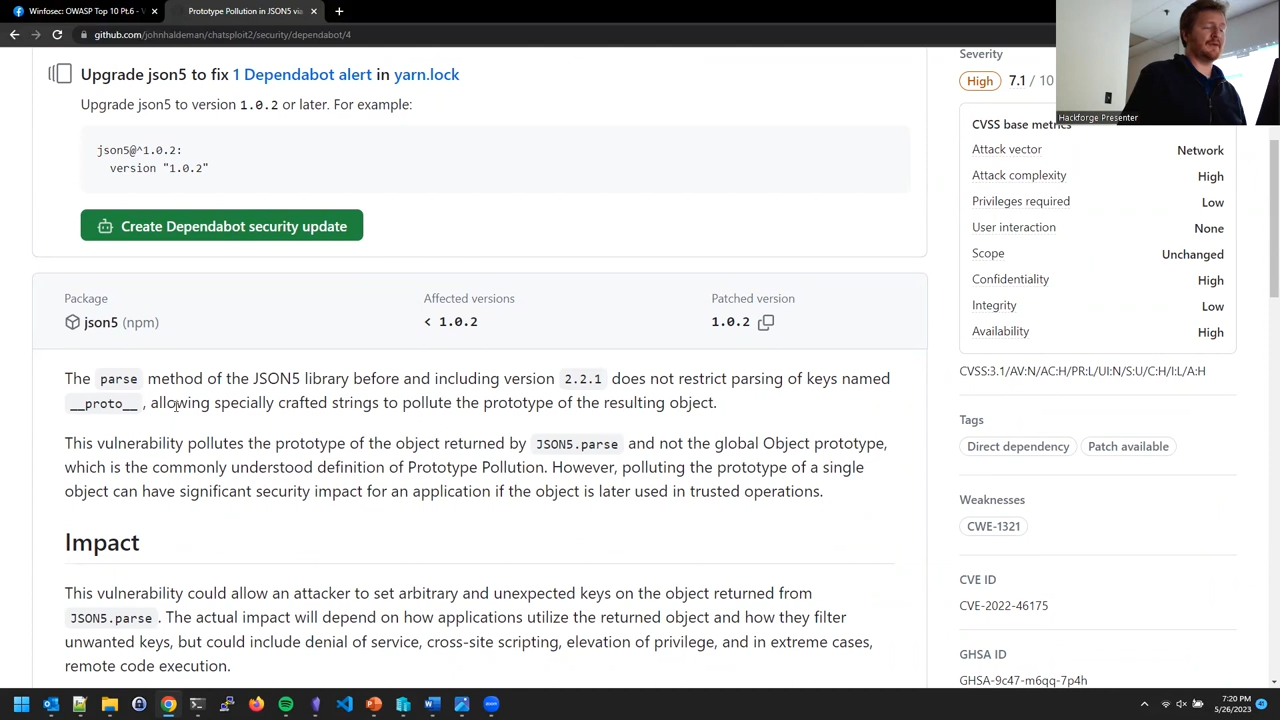 Infosec: OWASP Top 10 Pt.6 - V
Prototype Pollution in JSON5 via
github.com/johnhaldeman/chatsploit2/security/dependabot/4
Hackforge Presenter
Upgrade json5 to fix 1 Dependabot alert in yarn.lock
Upgrade json5 to version 1.0.2 or later. For example:
json5@^1.0.2:
version "1.0.2"
Create Dependabot security update
Package
Affected versions
Patched version
json5 (npm)
< 1.0.2
1.0.2
The parse method of the JSON5 library before and including version 2.2.1 does not restrict parsing of keys named
__proto__ , allowing specially crafted strings to pollute the prototype of the resulting object.
This vulnerability pollutes the prototype of the object returned by JSON5.parse and not the global Object prototype,
which is the commonly understood definition of Prototype Pollution. However, polluting the prototype of a single
object can have significant security impact for an application if the object is later used in trusted operations.
Impact
This vulnerability could allow an attacker to set arbitrary and unexpected keys on the object returned from
JSON5.parse . The actual impact will depend on how applications utilize the returned object and how they filter
unwanted keys, but could include denial of service, cross-site scripting, elevation of privilege, and in extreme cases,
remote code execution.
Severity
High 7.1 / 10
CVSS base metrics
Attack vector Network
Attack complexity High
Privileges required Low
User interaction None
Scope Unchanged
Confidentiality High
Integrity Low
Availability High
CVSS:3.1/AV:N/AC:H/PR:L/UI:N/S:U/C:H/I:L/A:H
Tags
Direct dependency Patch available
Weaknesses
CWE-1321
CVE ID
CVE-2022-46175
GHSA ID
GHSA-9c47-m6qq-7p4h
7:20 PM
5/26/2023